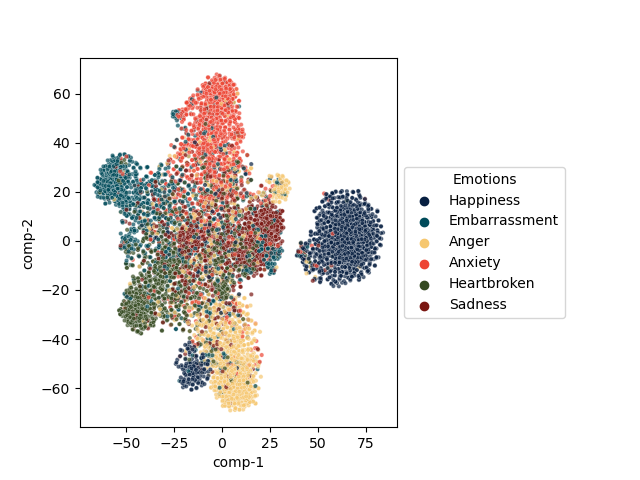 60
40
20
0
−20
−40
−60
comp-2
−50
−25
0
25
50
75
comp-1
Emotions
Happiness
Embarrassment
Anger
Anxiety
Heartbroken
Sadness